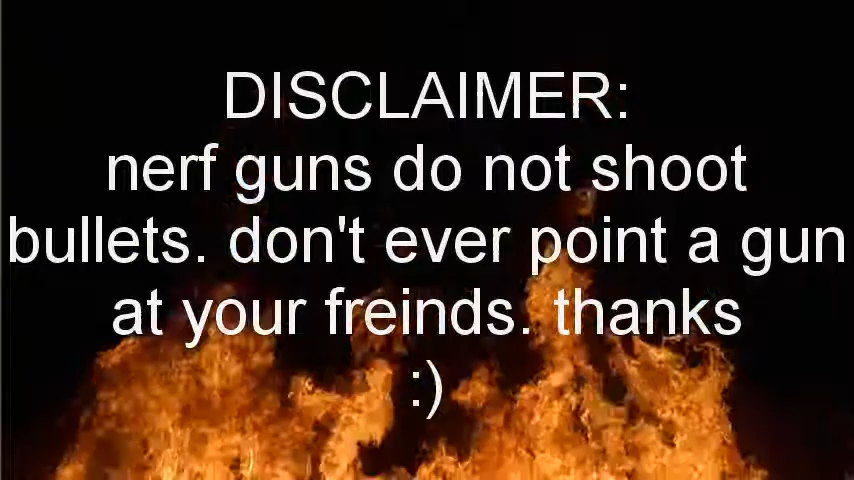 DISCLAIMER:
nerf guns do not shoot
bullets. don't ever point a gun
at your freinds. thanks
:)